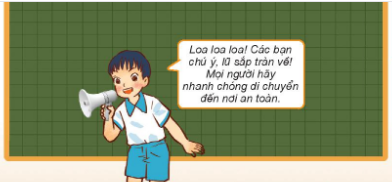 Loa loa loa! Các bạn
chú ý, lũ sắp tràn về!
Mọi người hãy
nhanh chóng di chuyển
đến nơi an toàn.